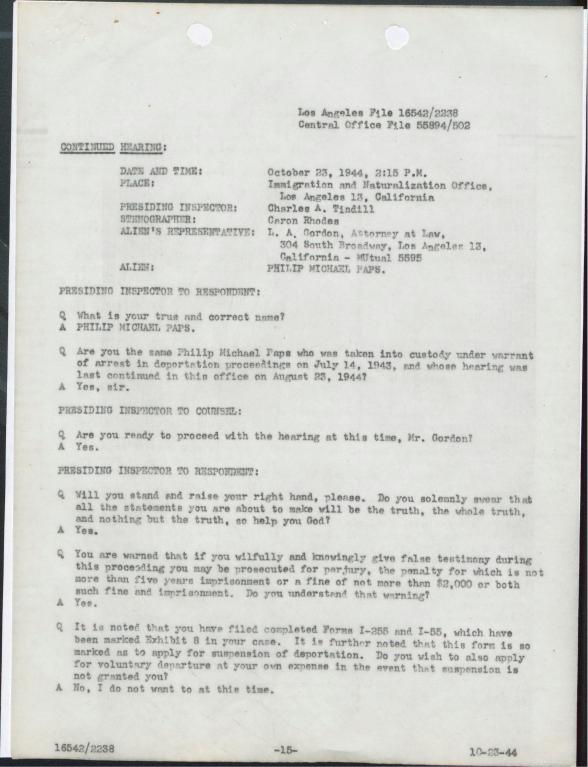 Los Angeles File 16542/2238
Central Office File 55894/502
CONTINUED HEARING:
DATE AND TIME: October 23, 1944, 2:15 P.M.
PLACE: Immigration and Naturalization Office,
Los Angeles 13, California
PRESIDING INSPECTOR: Charles A. Tindill
STENOGRAPHER: Caron Rhodes
ALIEN'S REPRESENTATIVE: L. A. Gordon, Attorney at Law,
304 South Broadway, Los Angeles 13,
California - MUtual 5595
ALIEN: PHILIP MICHAEL PAPS.
PRESIDING INSPECTOR TO RESPONDENT:
Q What is your true and correct name?
A PHILIP MICHAEL PAPS.
Q Are you the same Philip Michael Paps who was taken into custody under warrant
of arrest in deportation proceedings on July 14, 1943, and whose hearing was
last continued in this office on August 23, 1944?
A Yes, sir.
PRESIDING INSPECTOR TO COUNSEL:
Q Are you ready to proceed with the hearing at this time, Mr. Gordon?
A Yes.
PRESIDING INSPECTOR TO RESPONDENT:
Q Will you stand and raise your right hand, please. Do you solemnly swear that
all the statements you are about to make will be the truth, the whole truth,
and nothing but the truth, so help you God?
A Yes.
Q You are warned that if you wilfully and knowingly give false testimony during
this proceeding you may be prosecuted for perjury, the penalty for which is not
more than five years imprisonment or a fine of not more than $2,000 or both
such fine and imprisonment. Do you understand that warning?
A Yes.
Q It is noted that you have filed completed Forms I-255 and I-55, which have
been marked Exhibit 8 in your case. It is further noted that this form is so
marked as to apply for suspension of deportation. Do you wish to also apply
for voluntary departure at your own expense in the event that suspension is
not granted you?
A No, I do not want to at this time.
16542/2238 -15- 10-23-44